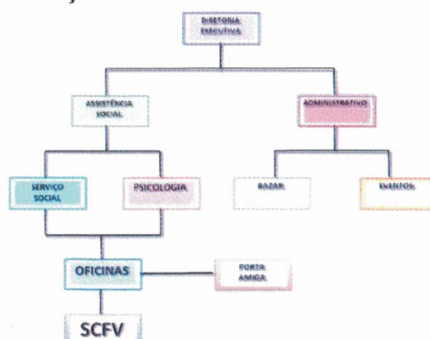 DIRETORIA
EXECUTIVA
ASSISTÊNCIA
SOCIAL
ADMINISTRATIVO
SERVIÇO
SOCIAL
PSICOLOGIA
BAZAR
EVENTOS
OFICINAS
PORTA
AMIGA
SCFV